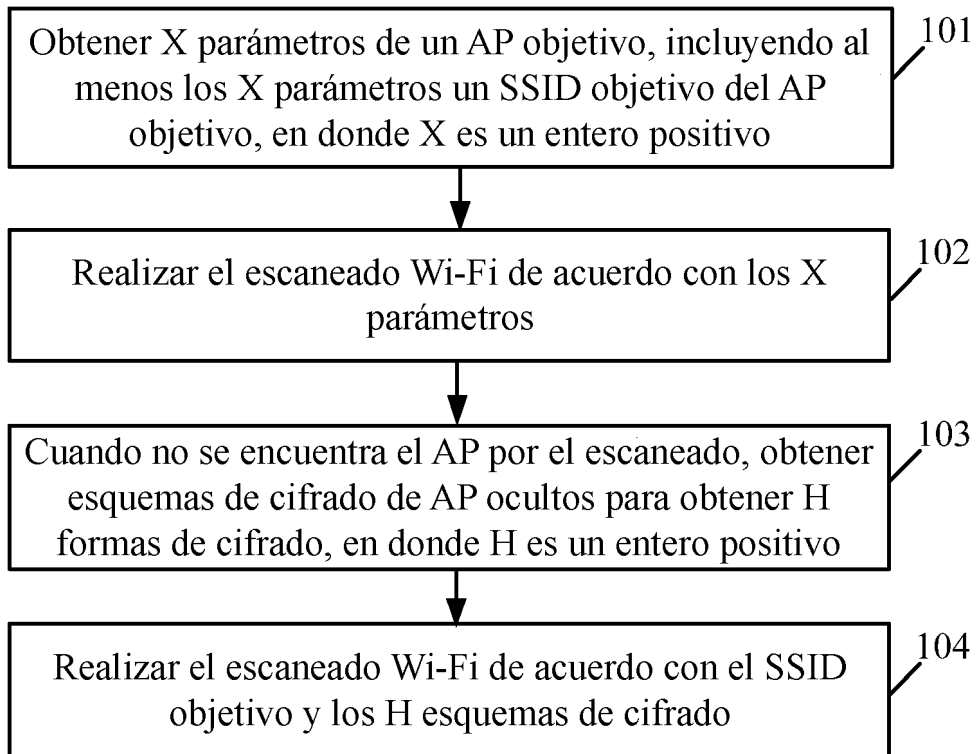 Obtener X parámetros de un AP objetivo, incluyendo al
menos los X parámetros un SSID objetivo del AP
objetivo, en donde X es un entero positivo
101
Realizar el escaneado Wi-Fi de acuerdo con los X
parámetros
102
Cuando no se encuentra el AP por el escaneado, obtener
esquemas de cifrado de AP ocultos para obtener H
formas de cifrado, en donde H es un entero positivo
103
Realizar el escaneado Wi-Fi de acuerdo con el SSID
objetivo y los H esquemas de cifrado
104